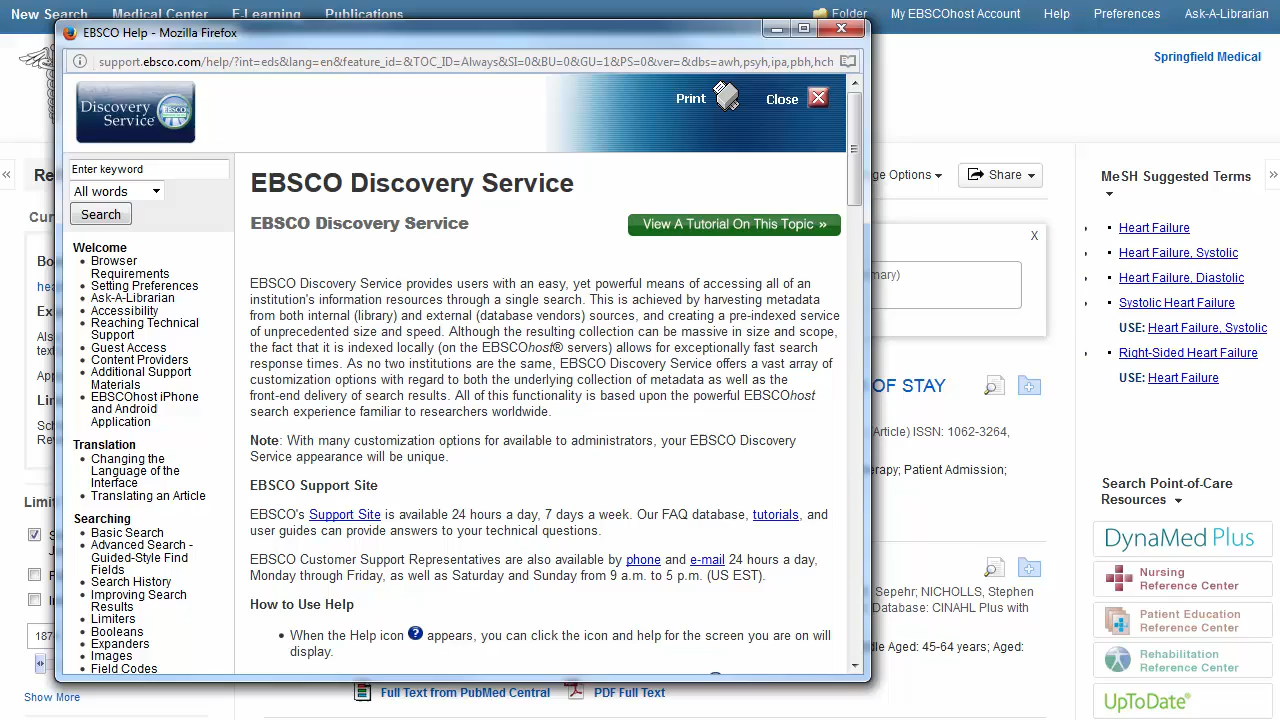 New Search Medical Center E-Learning Publications
Folder My EBSCOhost Account Help Preferences Ask-A-Librarian
EBSCO Help - Mozilla Firefox
support.ebsco.com/help/?int=eds&lang=en&feature_id=&TOC_ID=Always&SI=0&BU=0&GU=1&PS=0&ver=&dbs=awh,psyh,ipa,pbh,hch
Springfield Medical
Discovery
Service
EBSCO
Print Close
Enter keyword
All words
Search
Welcome
Browser
Requirements
Setting Preferences
Ask-A-Librarian
Accessibility
Reaching Technical
Support
Guest Access
Content Providers
Additional Support
Materials
EBSCOhost iPhone
and Android
Application
Translation
Changing the
Language of the
Interface
Translating an Article
Searching
Basic Search
Advanced Search -
Guided-Style Find
Fields
Search History
Improving Search
Results
Limiters
Booleans
Expanders
Images
Field Codes
EBSCO Discovery Service
EBSCO Discovery Service
View A Tutorial On This Topic »
EBSCO Discovery Service provides users with an easy, yet powerful means of accessing all of an
institution's information resources through a single search. This is achieved by harvesting metadata
from both internal (library) and external (database vendors) sources, and creating a pre-indexed service
of unprecedented size and speed. Although the resulting collection can be massive in size and scope,
the fact that it is indexed locally (on the EBSCOhost® servers) allows for exceptionally fast search
response times. As no two institutions are the same, EBSCO Discovery Service offers a vast array of
customization options with regard to both the underlying collection of metadata as well as the
front-end delivery of search results. All of this functionality is based upon the powerful EBSCOhost
search experience familiar to researchers worldwide.
Note: With many customization options for available to administrators, your EBSCO Discovery
Service appearance will be unique.
EBSCO Support Site
EBSCO's Support Site is available 24 hours a day, 7 days a week. Our FAQ database, tutorials, and
user guides can provide answers to your technical questions.
EBSCO Customer Support Representatives are also available by phone and e-mail 24 hours a day,
Monday through Friday, as well as Saturday and Sunday from 9 a.m. to 5 p.m. (US EST).
How to Use Help
When the Help icon ? appears, you can click the icon and help for the screen you are on will
display.
Re
Cur
Bo
hea
Ex
Als
tex
App
Lin
Sch
Rev
Limit
S
J
F
In
187
Show More
ge Options Share
X
mary)
OF STAY
Article) ISSN: 1062-3264,
erapy; Patient Admission;
Sepehr; NICHOLLS, Stephen
Database: CINAHL Plus with
dle Aged: 45-64 years; Aged:
Full Text from PubMed Central PDF Full Text
MeSH Suggested Terms
Heart Failure
Heart Failure, Systolic
Heart Failure, Diastolic
Systolic Heart Failure
USE: Heart Failure, Systolic
Right-Sided Heart Failure
USE: Heart Failure
Search Point-of-Care
Resources
DynaMed Plus
Nursing
Reference Center
Patient Education
Reference Center
Rehabilitation
Reference Center
UpToDate®